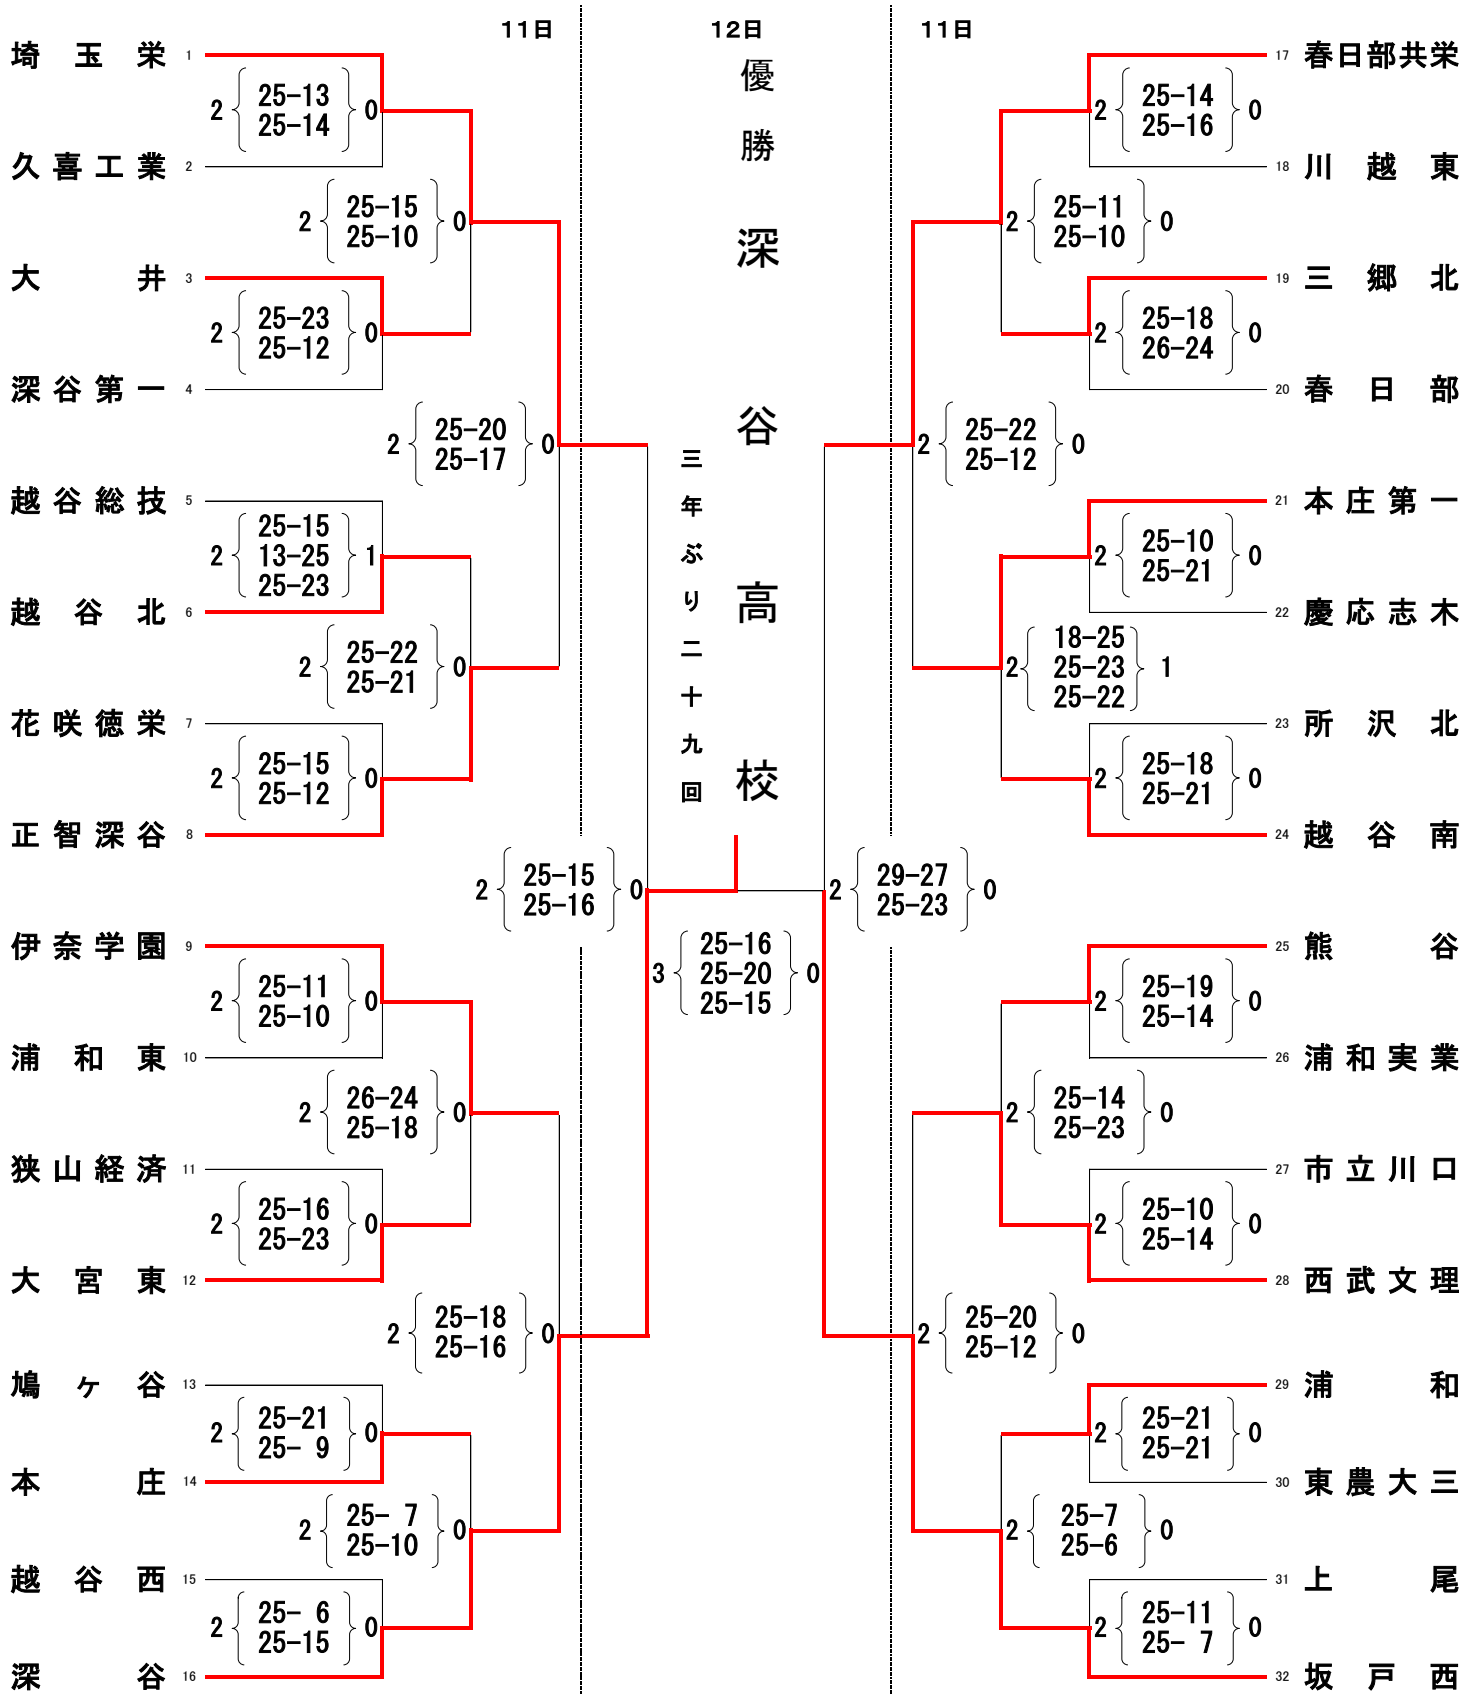 11日
12日
11日
優勝
深谷高校
三年ぶり二十九回
埼玉栄 1
2 25-13 0
25-14
久喜工業 2
2 25-15 0
25-10
大井 3
2 25-23 0
25-12
深谷第一 4
2 25-20 0
25-17
越谷総技 5
25-15
2 13-25 1
25-23
越谷北 6
2 25-22 0
25-21
花咲徳栄 7
2 25-15 0
25-12
正智深谷 8
2 25-15 0
25-16
伊奈学園 9
2 25-11 0
25-10
浦和東 10
2 26-24 0
25-18
狭山経済 11
2 25-16 0
25-23
大宮東 12
2 25-18 0
25-16
鳩ヶ谷 13
2 25-21 0
25- 9
本庄 14
2 25- 7 0
25-10
越谷西 15
2 25- 6 0
25-15
深谷 16
25-16
3 25-20 0
25-15
17 春日部共栄
2 25-14 0
25-16
18 川越東
2 25-11 0
25-10
19 三郷北
2 25-18 0
26-24
20 春日部
2 25-22 0
25-12
21 本庄第一
2 25-10 0
25-21
22 慶応志木
18-25
2 25-23 1
25-22
23 所沢北
2 25-18 0
25-21
24 越谷南
2 29-27 0
25-23
25 熊谷
2 25-19 0
25-14
26 浦和実業
2 25-14 0
25-23
27 市立川口
2 25-10 0
25-14
28 西武文理
2 25-20 0
25-12
29 浦和
2 25-21 0
25-21
30 東農大三
2 25-7 0
25-6
31 上尾
2 25-11 0
25- 7
32 坂戸西